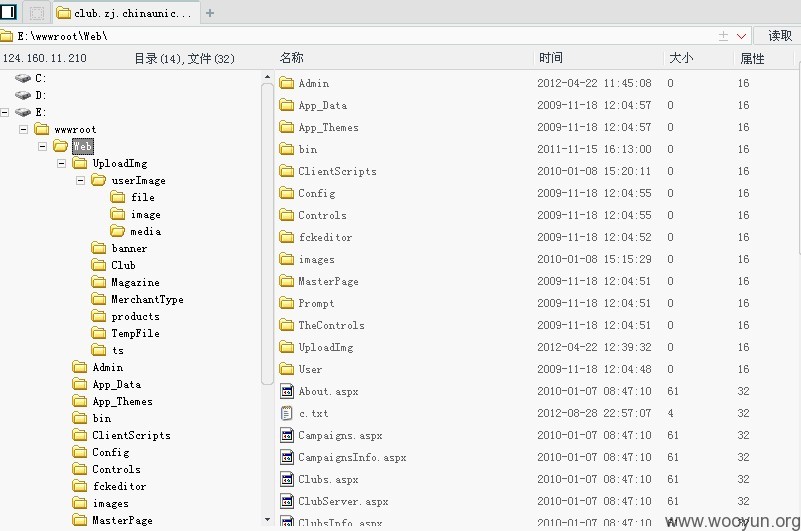 club.zj.chinaunic...
E:\wwwroot\Web\
读取
124.160.11.210 目录(14),文件(32) 名称 时间 大小 属性
C:
D:
E:
wwwroot
Web
UploadImg
userImage
file
image
media
banner
Club
Magazine
MerchantType
products
TempFile
ts
Admin
App_Data
App_Themes
bin
ClientScripts
Config
Controls
fckeditor
images
MasterPage
Admin 2012-04-22 11:45:08 0 16
App_Data 2009-11-18 12:04:57 0 16
App_Themes 2009-11-18 12:04:57 0 16
bin 2011-11-15 16:13:00 0 16
ClientScripts 2010-01-08 15:20:11 0 16
Config 2009-11-18 12:04:55 0 16
Controls 2009-11-18 12:04:55 0 16
fckeditor 2009-11-18 12:04:52 0 16
images 2010-01-08 15:15:29 0 16
MasterPage 2009-11-18 12:04:51 0 16
Prompt 2009-11-18 12:04:51 0 16
TheControls 2009-11-18 12:04:51 0 16
UploadImg 2012-04-22 12:39:32 0 16
User 2009-11-18 12:04:48 0 16
About.aspx 2010-01-07 08:47:10 61 32
c.txt 2012-08-28 22:57:07 4 32
Campaigns.aspx 2010-01-07 08:47:10 61 32
CampaignsInfo.aspx 2010-01-07 08:47:10 61 32
Clubs.aspx 2010-01-07 08:47:10 61 32
ClubServer.aspx 2010-01-07 08:47:10 61 32
ClubsInfo.aspx 2010-01-07 08:47:10 61 32
www.wooyun.org